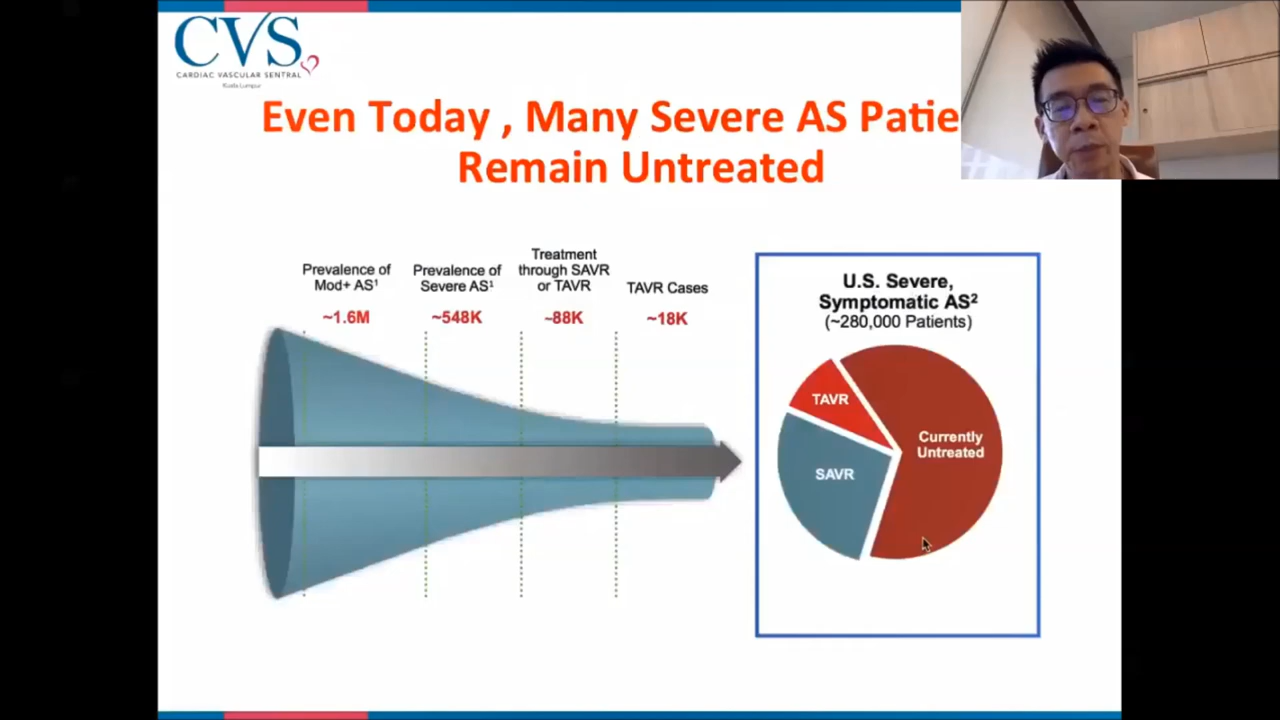 CVS
CARDIAC VASCULAR SENTRAL
Kuala Lumpur
Even Today , Many Severe AS Patie
Remain Untreated
Prevalence of
Mod+ AS¹
~1.6M
Prevalence of
Severe AS¹
~548K
Treatment
through SAVR
or TAVR
~88K
TAVR Cases
~18K
U.S. Severe,
Symptomatic AS²
(~280,000 Patients)
TAVR
SAVR
Currently
Untreated